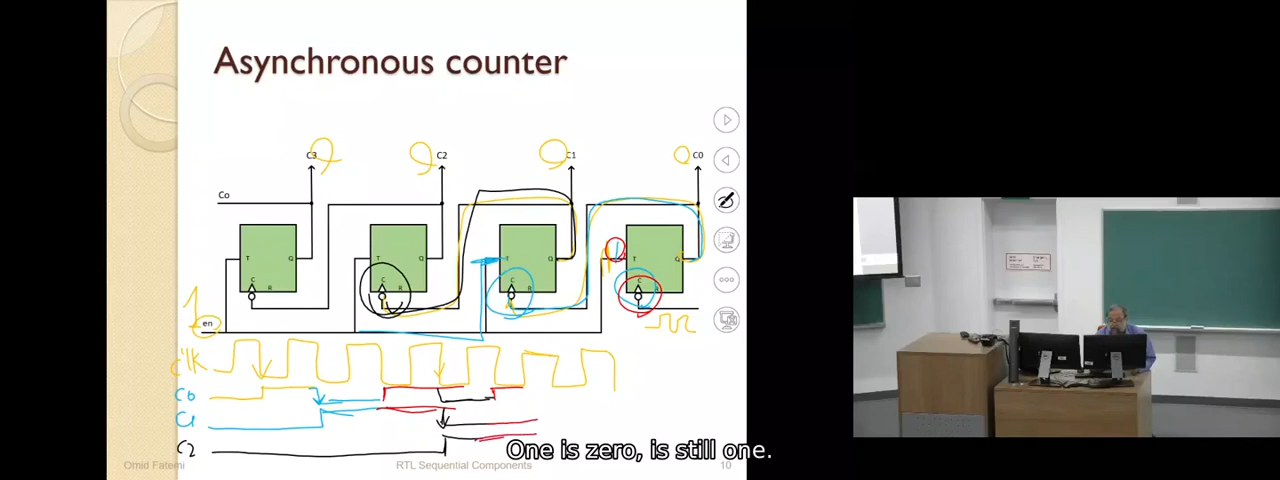 Asynchronous counter
C3 Q C2 Q C1 Q C0
Co
T Q T Q T Q T Q
C R C R C R C
en
clk
C0
C1
C2
One is zero, is still one.
Omid Fatemi RTL Sequential Components 10